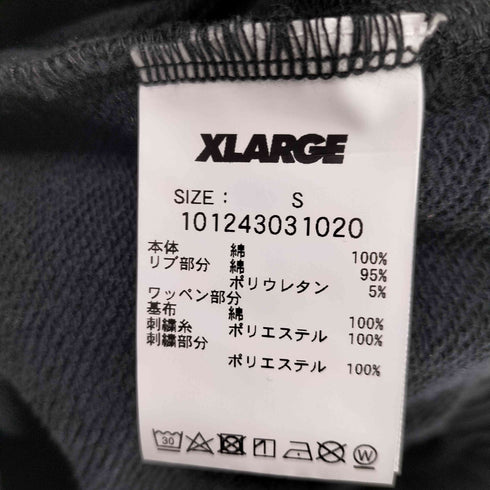 XLARGE
SIZE : S
101243031020
本体 綿 100%
リブ部分 綿 95%
ポリウレタン 5%
ワッペン部分
基布 綿 100%
刺繍糸 ポリエステル 100%
刺繍部分
ポリエステル 100%
30
W